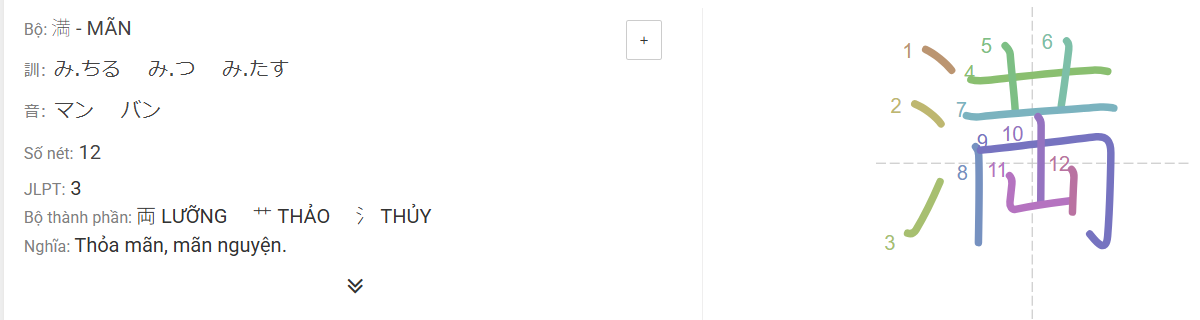 Bộ: 満 - MÃN
訓: み.ちる み.つ み.たす
音: マン バン
Số nét: 12
JLPT: 3
Bộ thành phần: 両 LƯỠNG 艹 THẢO 氵 THỦY
Nghĩa: Thỏa mãn, mãn nguyện.
+
満
1
2
3
4
5
6
7
8
9
10
11
12